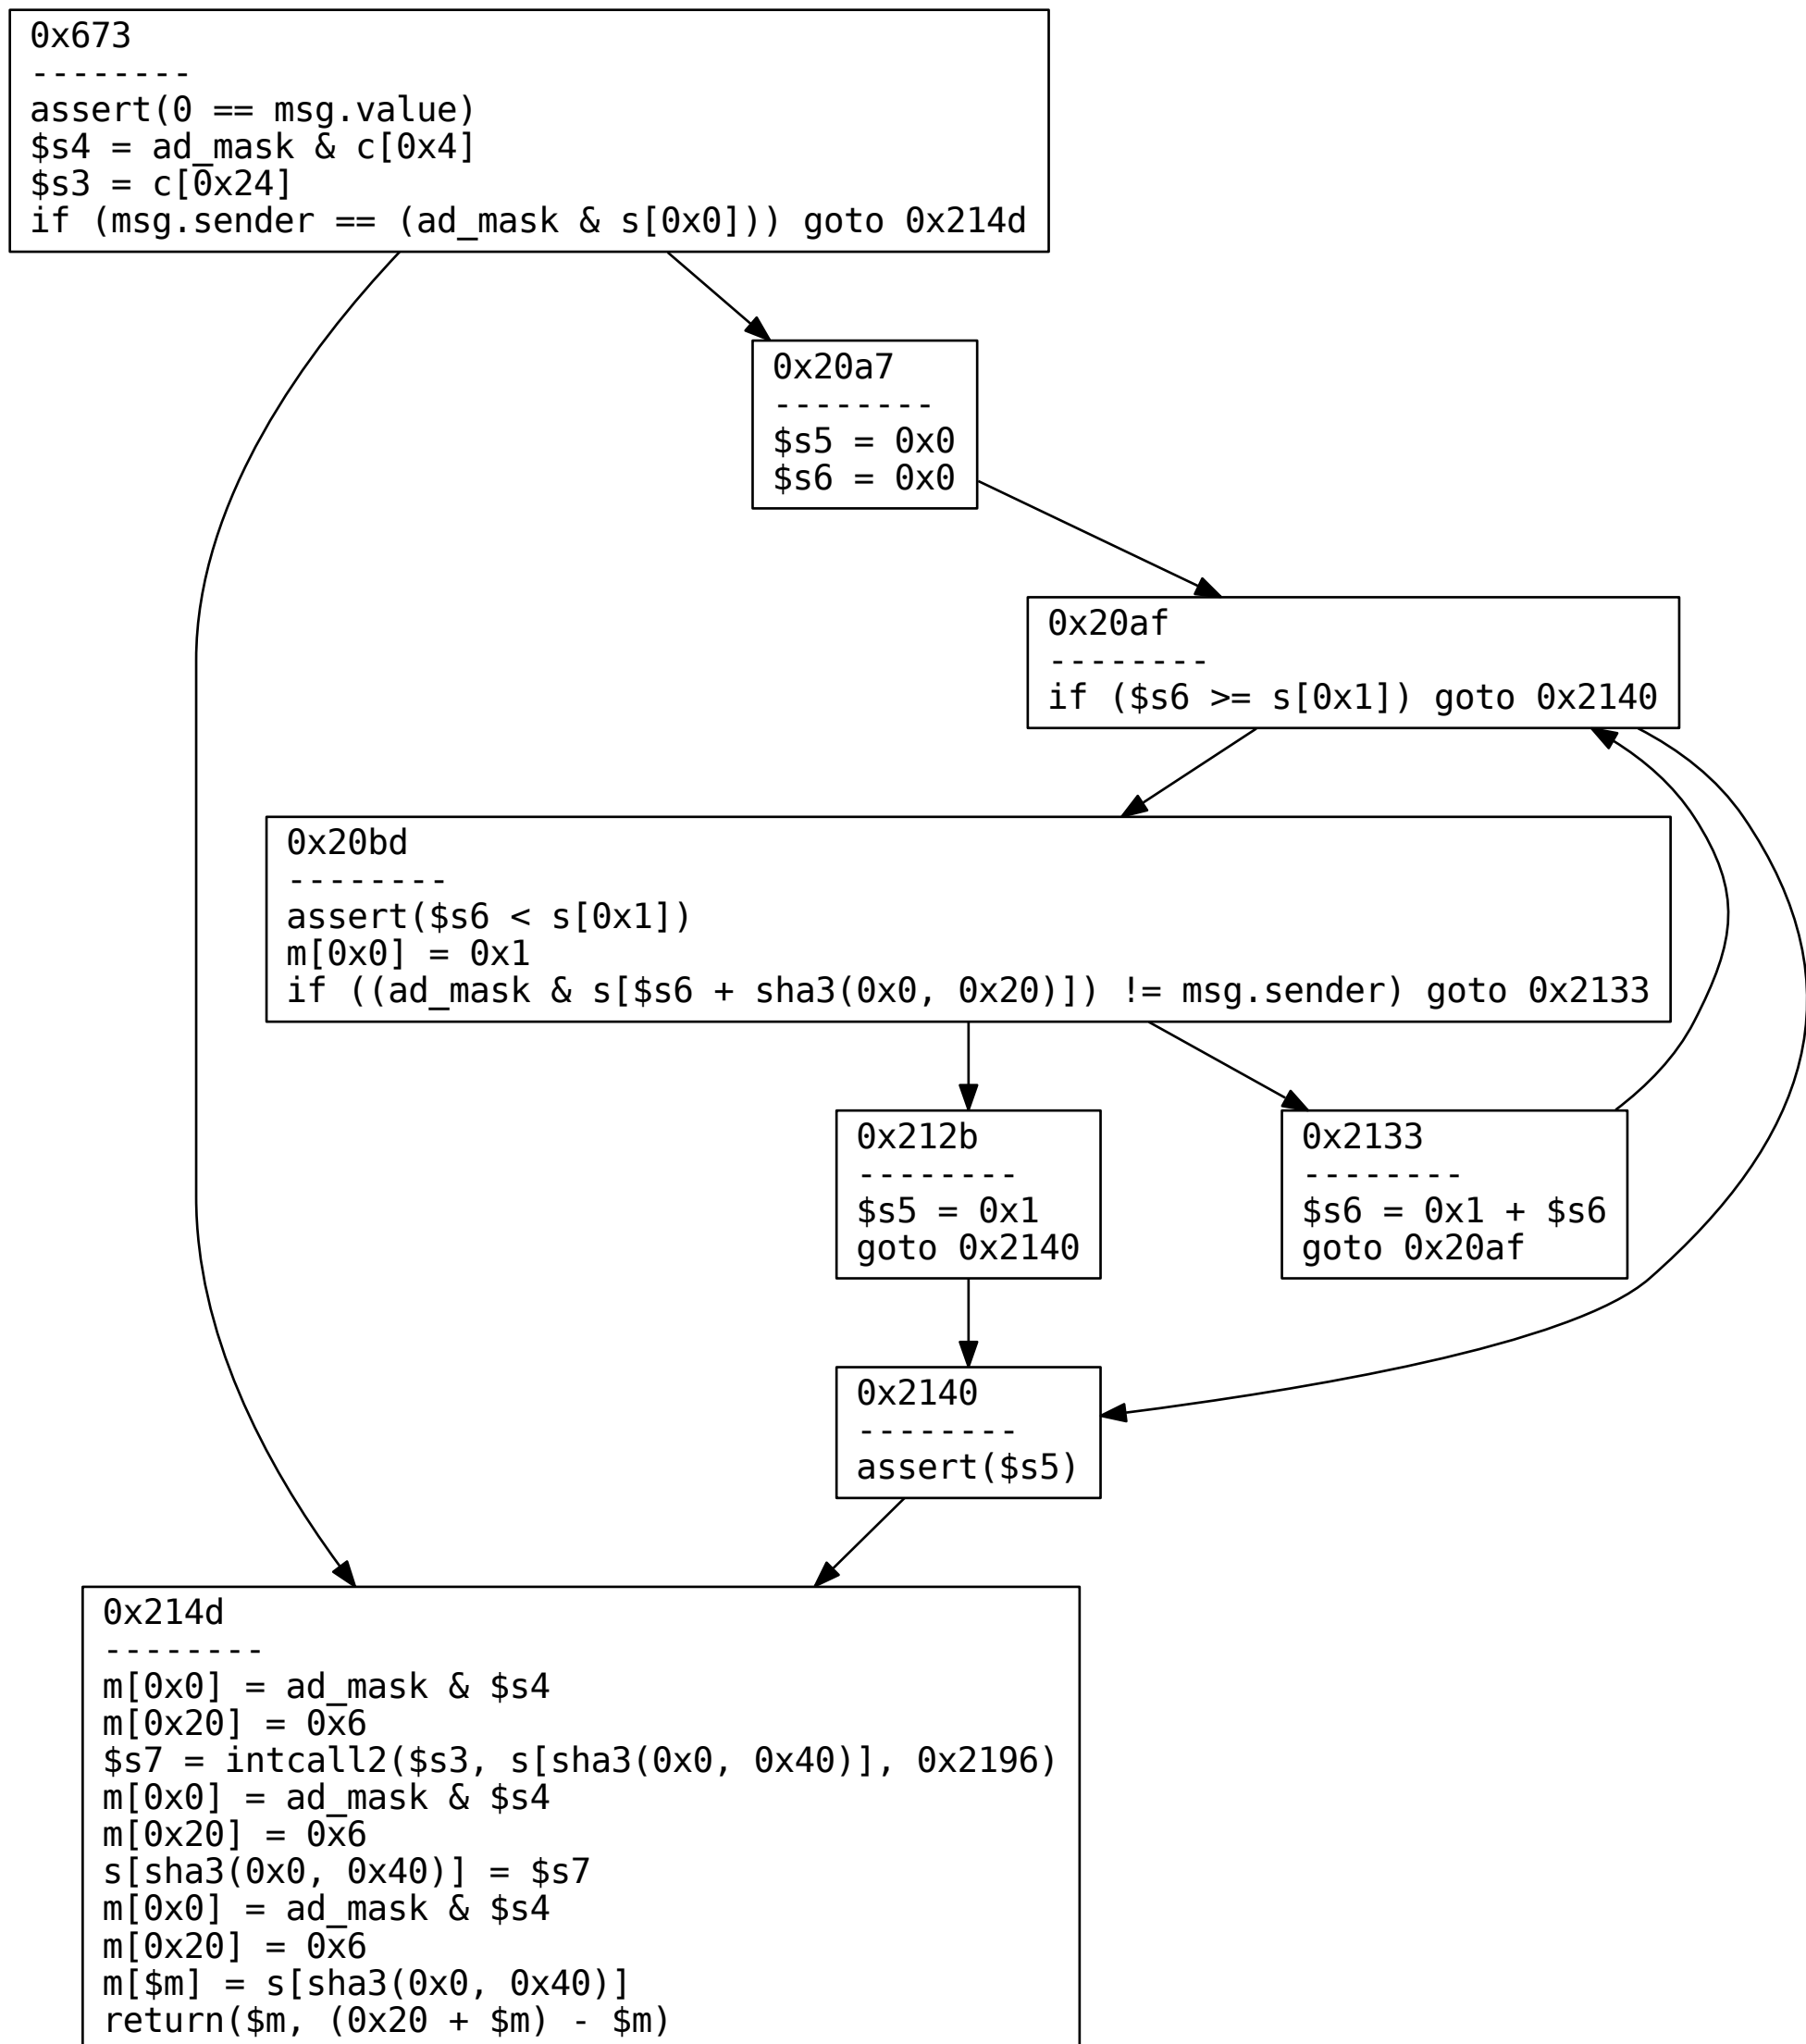 0x673
--------
assert(0 == msg.value)
$s4 = ad_mask & c[0x4]
$s3 = c[0x24]
if (msg.sender == (ad_mask & s[0x0])) goto 0x214d
0x20a7
--------
$s5 = 0x0
$s6 = 0x0
0x20af
--------
if ($s6 >= s[0x1]) goto 0x2140
0x20bd
--------
assert($s6 < s[0x1])
m[0x0] = 0x1
if ((ad_mask & s[$s6 + sha3(0x0, 0x20)]) != msg.sender) goto 0x2133
0x212b
--------
$s5 = 0x1
goto 0x2140
0x2133
--------
$s6 = 0x1 + $s6
goto 0x20af
0x2140
--------
assert($s5)
0x214d
--------
m[0x0] = ad_mask & $s4
m[0x20] = 0x6
$s7 = intcall2($s3, s[sha3(0x0, 0x40)], 0x2196)
m[0x0] = ad_mask & $s4
m[0x20] = 0x6
s[sha3(0x0, 0x40)] = $s7
m[0x0] = ad_mask & $s4
m[0x20] = 0x6
m[$m] = s[sha3(0x0, 0x40)]
return($m, (0x20 + $m) - $m)